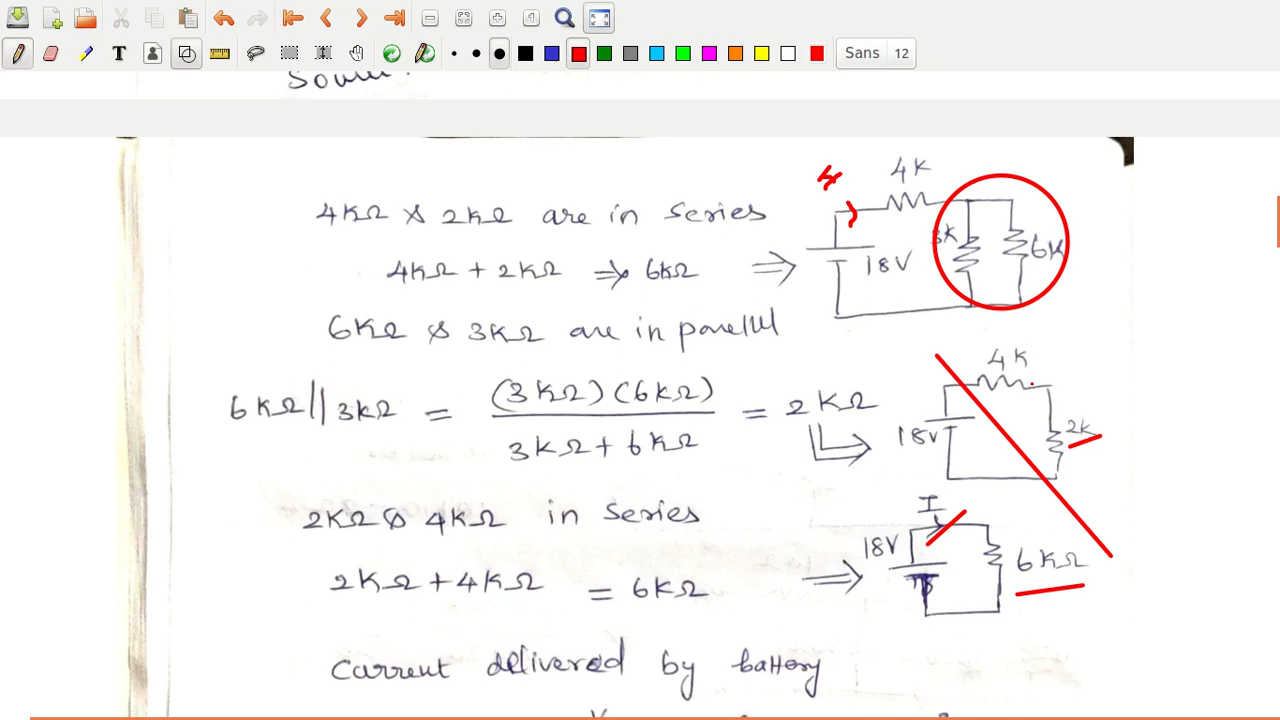 Sans 12
4K
4KΩ & 2KΩ are in series
3K
6K
18V
4KΩ + 2KΩ ⇒ 6KΩ ⇒
6KΩ & 3KΩ are in parallel
4K
6KΩ || 3KΩ = (3KΩ)(6KΩ) / 3KΩ + 6KΩ = 2KΩ
18V
2K
2KΩ & 4KΩ in series
I
18V
6KΩ
2KΩ + 4KΩ = 6KΩ ⇒
Current delivered by battery